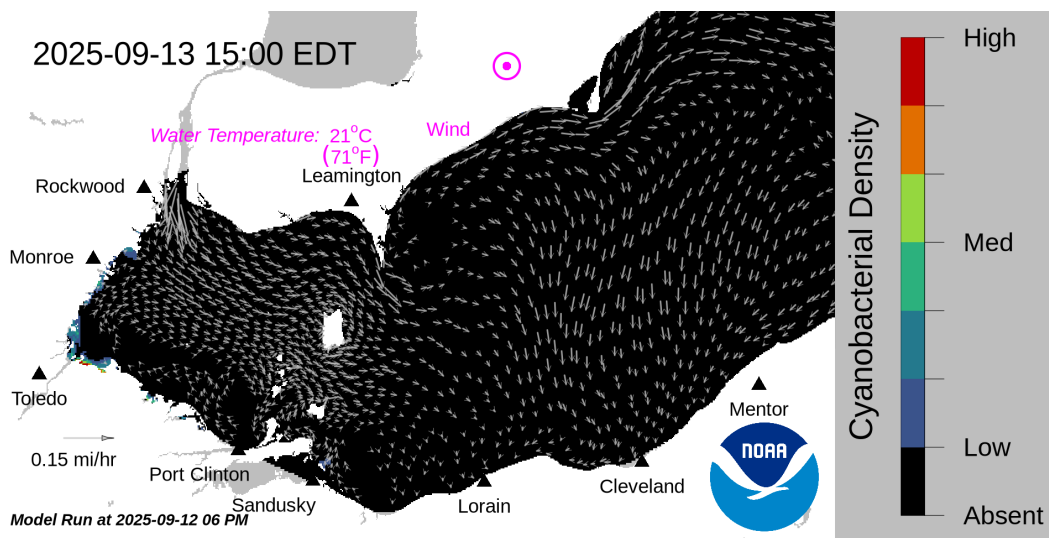 2025-09-13 15:00 EDT
High
Wind
Water Temperature: 21°C
(71°F)
Leamington
Rockwood
Cyanobacterial Density
Med
Monroe
Toledo
Mentor
0.15 mi/hr
NOAA
Low
Port Clinton
Cleveland
Sandusky
Lorain
Model Run at 2025-09-12 06 PM
Absent